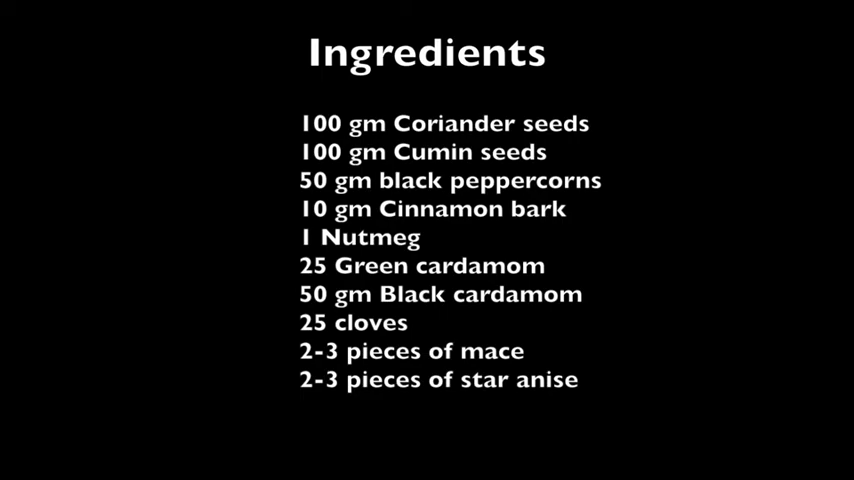 Ingredients
100 gm Coriander seeds
100 gm Cumin seeds
50 gm black peppercorns
10 gm Cinnamon bark
1 Nutmeg
25 Green cardamom
50 gm Black cardamom
25 cloves
2-3 pieces of mace
2-3 pieces of star anise